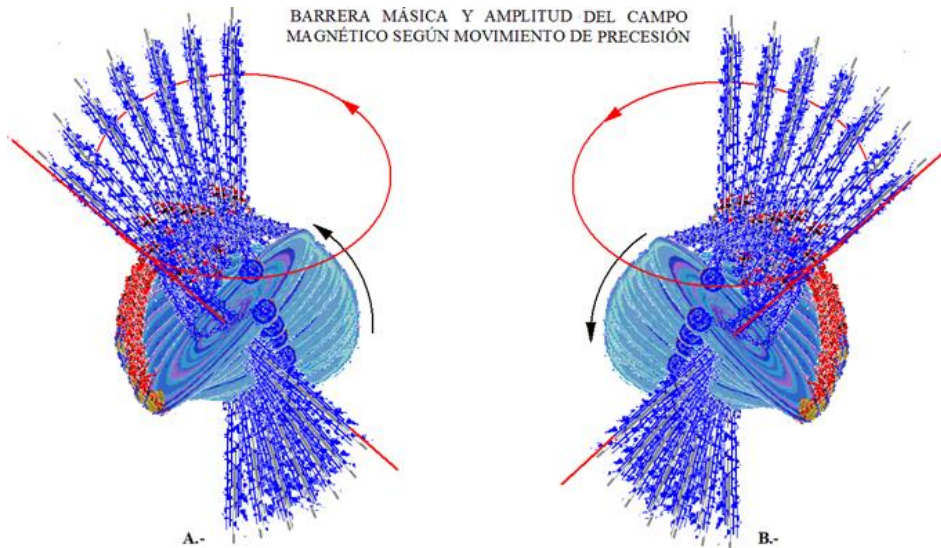 BARRERA MÁSICA Y AMPLITUD DEL CAMPO
MAGNÉTICO SEGÚN MOVIMIENTO DE PRECESIÓN
A.-
B.-